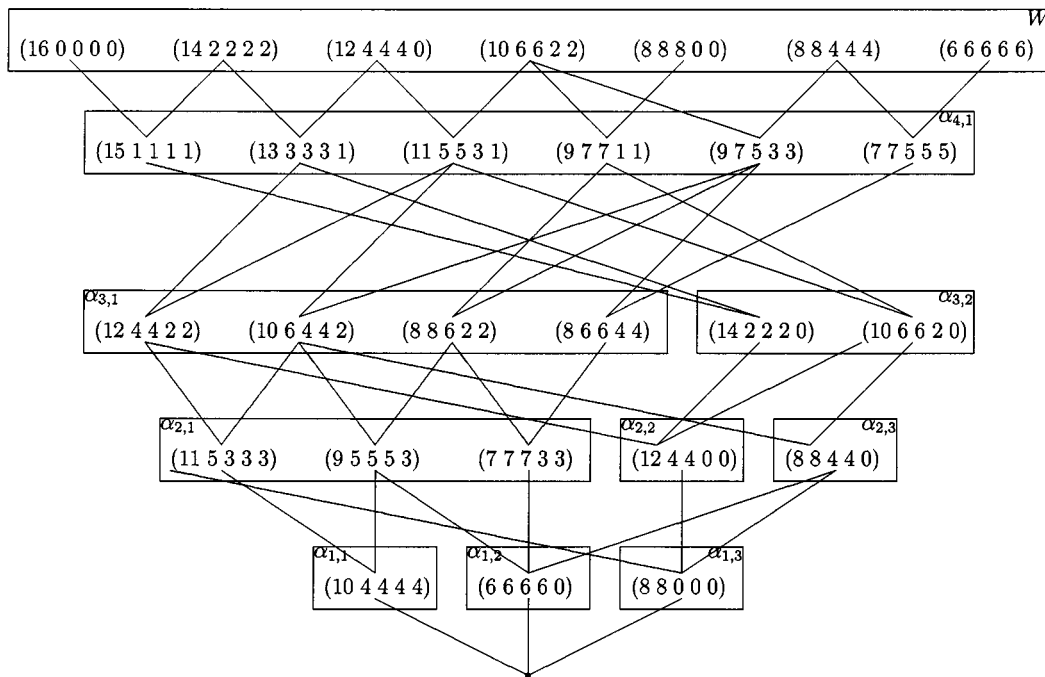 W
(16 0 0 0 0) (14 2 2 2 2) (12 4 4 4 0) (10 6 6 2 2) (8 8 8 0 0) (8 8 4 4 4) (6 6 6 6 6)
α4,1
(15 1 1 1 1) (13 3 3 3 1) (11 5 5 3 1) (9 7 7 1 1) (9 7 5 3 3) (7 7 5 5 5)
α3,1 α3,2
(12 4 4 2 2) (10 6 4 4 2) (8 8 6 2 2) (8 6 6 4 4) (14 2 2 2 0) (10 6 6 2 0)
α2,1 α2,2 α2,3
(11 5 3 3 3) (9 5 5 5 3) (7 7 7 3 3) (12 4 4 0 0) (8 8 4 4 0)
α1,1 α1,2 α1,3
(10 4 4 4 4) (6 6 6 6 0) (8 8 0 0 0)